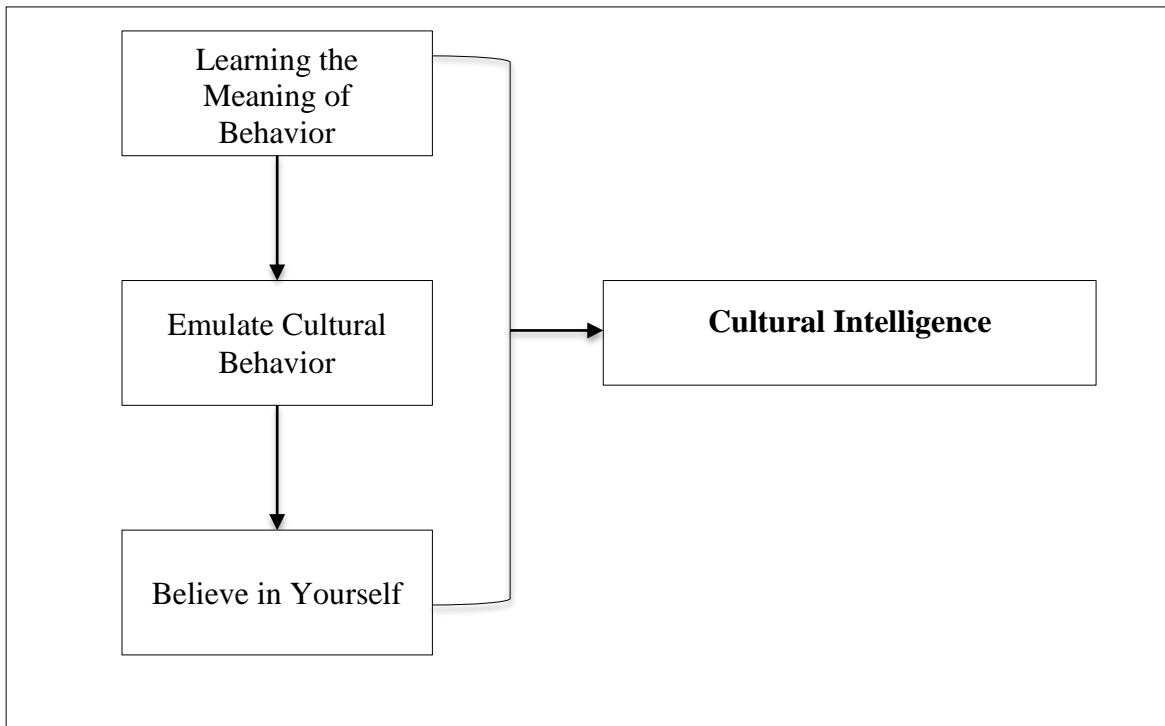 Learning the
Meaning of
Behavior
Emulate Cultural
Behavior
Cultural Intelligence
Believe in Yourself